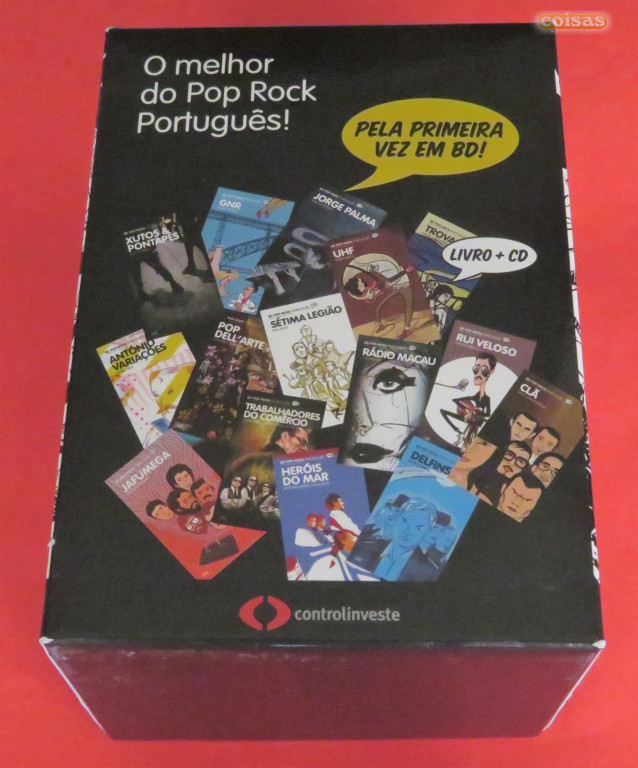 coisas
O melhor
do Pop Rock
Português!
PELA PRIMEIRA
VEZ EM BD!
LIVRO + CD
XUTOS &
PONTAPÉS
GNR
JORGE PALMA
UHF
ANTÓNIO
VARIAÇÕES
POP
DELL'ARTE
SÉTIMA LEGIÃO
RÁDIO MACAU
RUI VELOSO
CLÃ
TRABALHADORES
DO COMÉRCIO
JAFUMEGA
HERÓIS
DO MAR
DELFINS
controlinveste